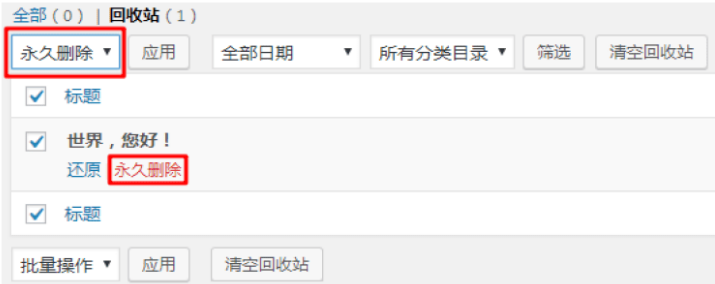 全部（0） | 回收站（1）
永久删除 应用 全部日期 所有分类目录 筛选 清空回收站
标题
世界，您好！
还原 永久删除
标题
批量操作 应用 清空回收站